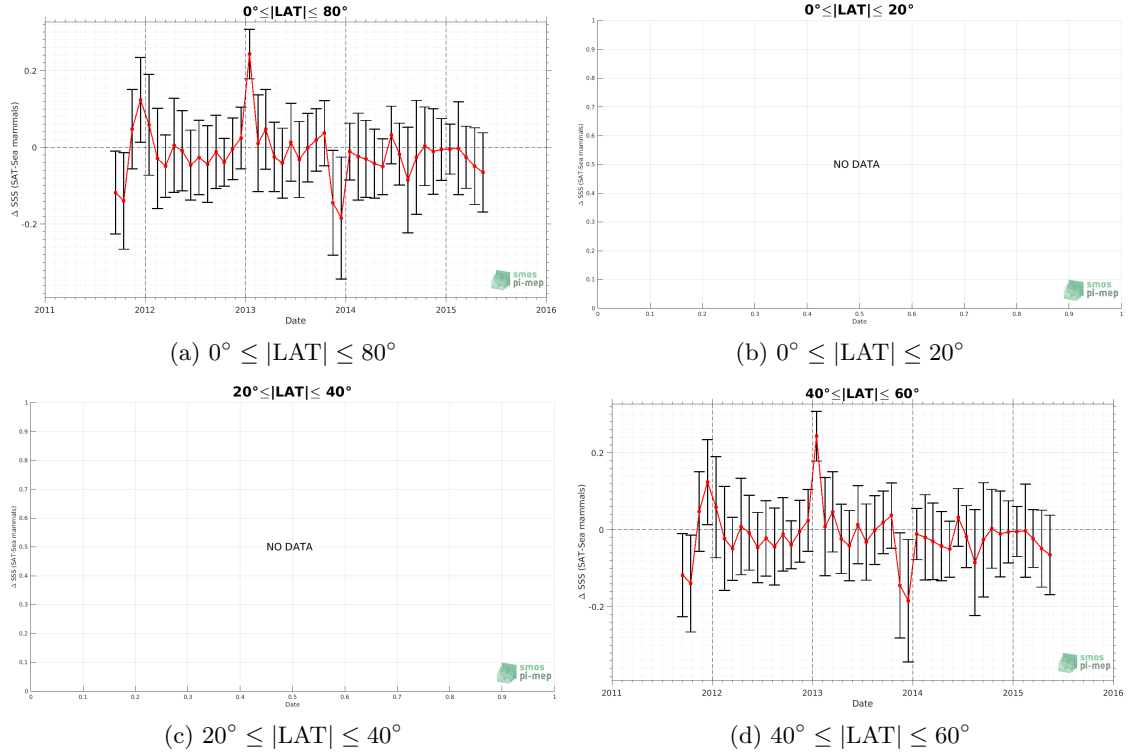 0°≤|LAT|≤ 80°
Δ SSS (SAT-Sea mammals)
0.2
0
-0.2
2011 2012 2013 2014 2015 2016
Date
smos
pi-mep
(a) 0° ≤ |LAT| ≤ 80°
0°≤|LAT|≤ 20°
Δ SSS (SAT-Sea mammals)
1
0.9
0.8
0.7
0.6
0.5
0.4
0.3
0.2
0.1
0
NO DATA
0 0.1 0.2 0.3 0.4 0.5 0.6 0.7 0.8 0.9 1
Date
smos
pi-mep
(b) 0° ≤ |LAT| ≤ 20°
20°≤|LAT|≤ 40°
Δ SSS (SAT-Sea mammals)
1
0.9
0.8
0.7
0.6
0.5
0.4
0.3
0.2
0.1
0
NO DATA
0 0.1 0.2 0.3 0.4 0.5 0.6 0.7 0.8 0.9 1
Date
smos
pi-mep
(c) 20° ≤ |LAT| ≤ 40°
40°≤|LAT|≤ 60°
Δ SSS (SAT-Sea mammals)
0.2
0
-0.2
2011 2012 2013 2014 2015 2016
Date
smos
pi-mep
(d) 40° ≤ |LAT| ≤ 60°